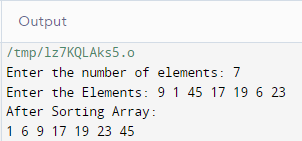 Output
/tmp/lz7KQLAks5.o
Enter the number of elements: 7
Enter the Elements: 9 1 45 17 19 6 23
After Sorting Array:
1 6 9 17 19 23 45